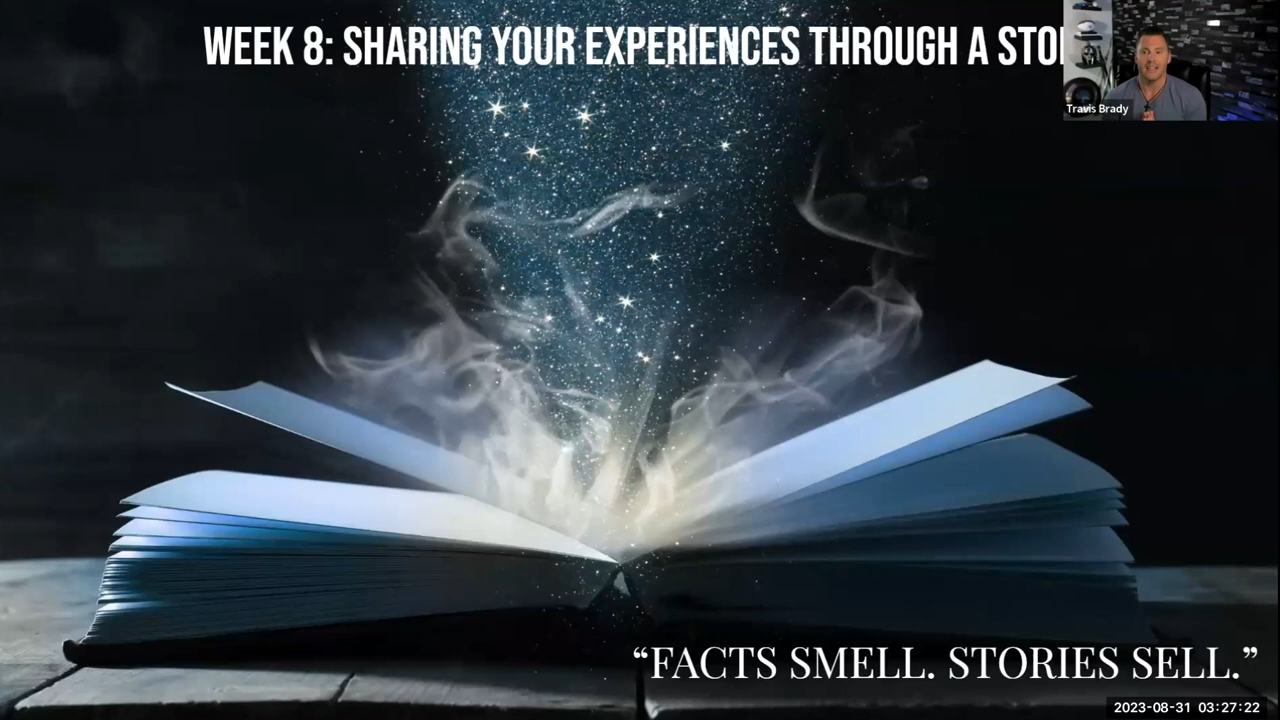 WEEK 8: SHARING YOUR EXPERIENCES THROUGH A STO
Travis Brady
“FACTS SMELL. STORIES SELL.”
2023-08-31 03:27:22